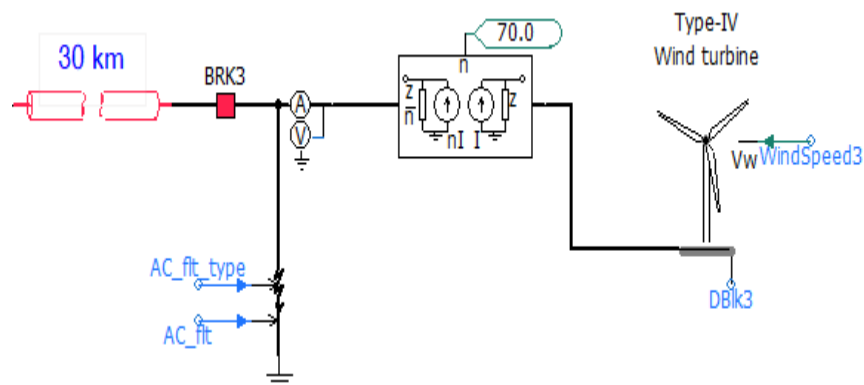 Type-IV
Wind turbine
70.0
30 km
BRK3
n
A
V
z
n
nI
I
z
Vw
WindSpeed3
AC_flt_type
AC_flt
DBlk3